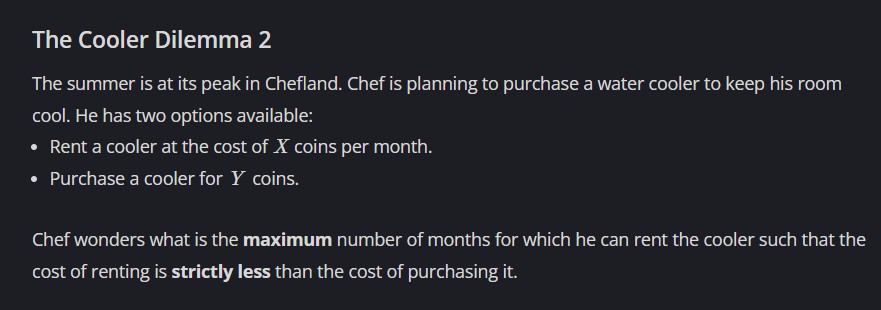 The Cooler Dilemma 2
The summer is at its peak in Chefland. Chef is planning to purchase a water cooler to keep his room
cool. He has two options available:
• Rent a cooler at the cost of X coins per month.
• Purchase a cooler for Y coins.
Chef wonders what is the maximum number of months for which he can rent the cooler such that the
cost of renting is strictly less than the cost of purchasing it.